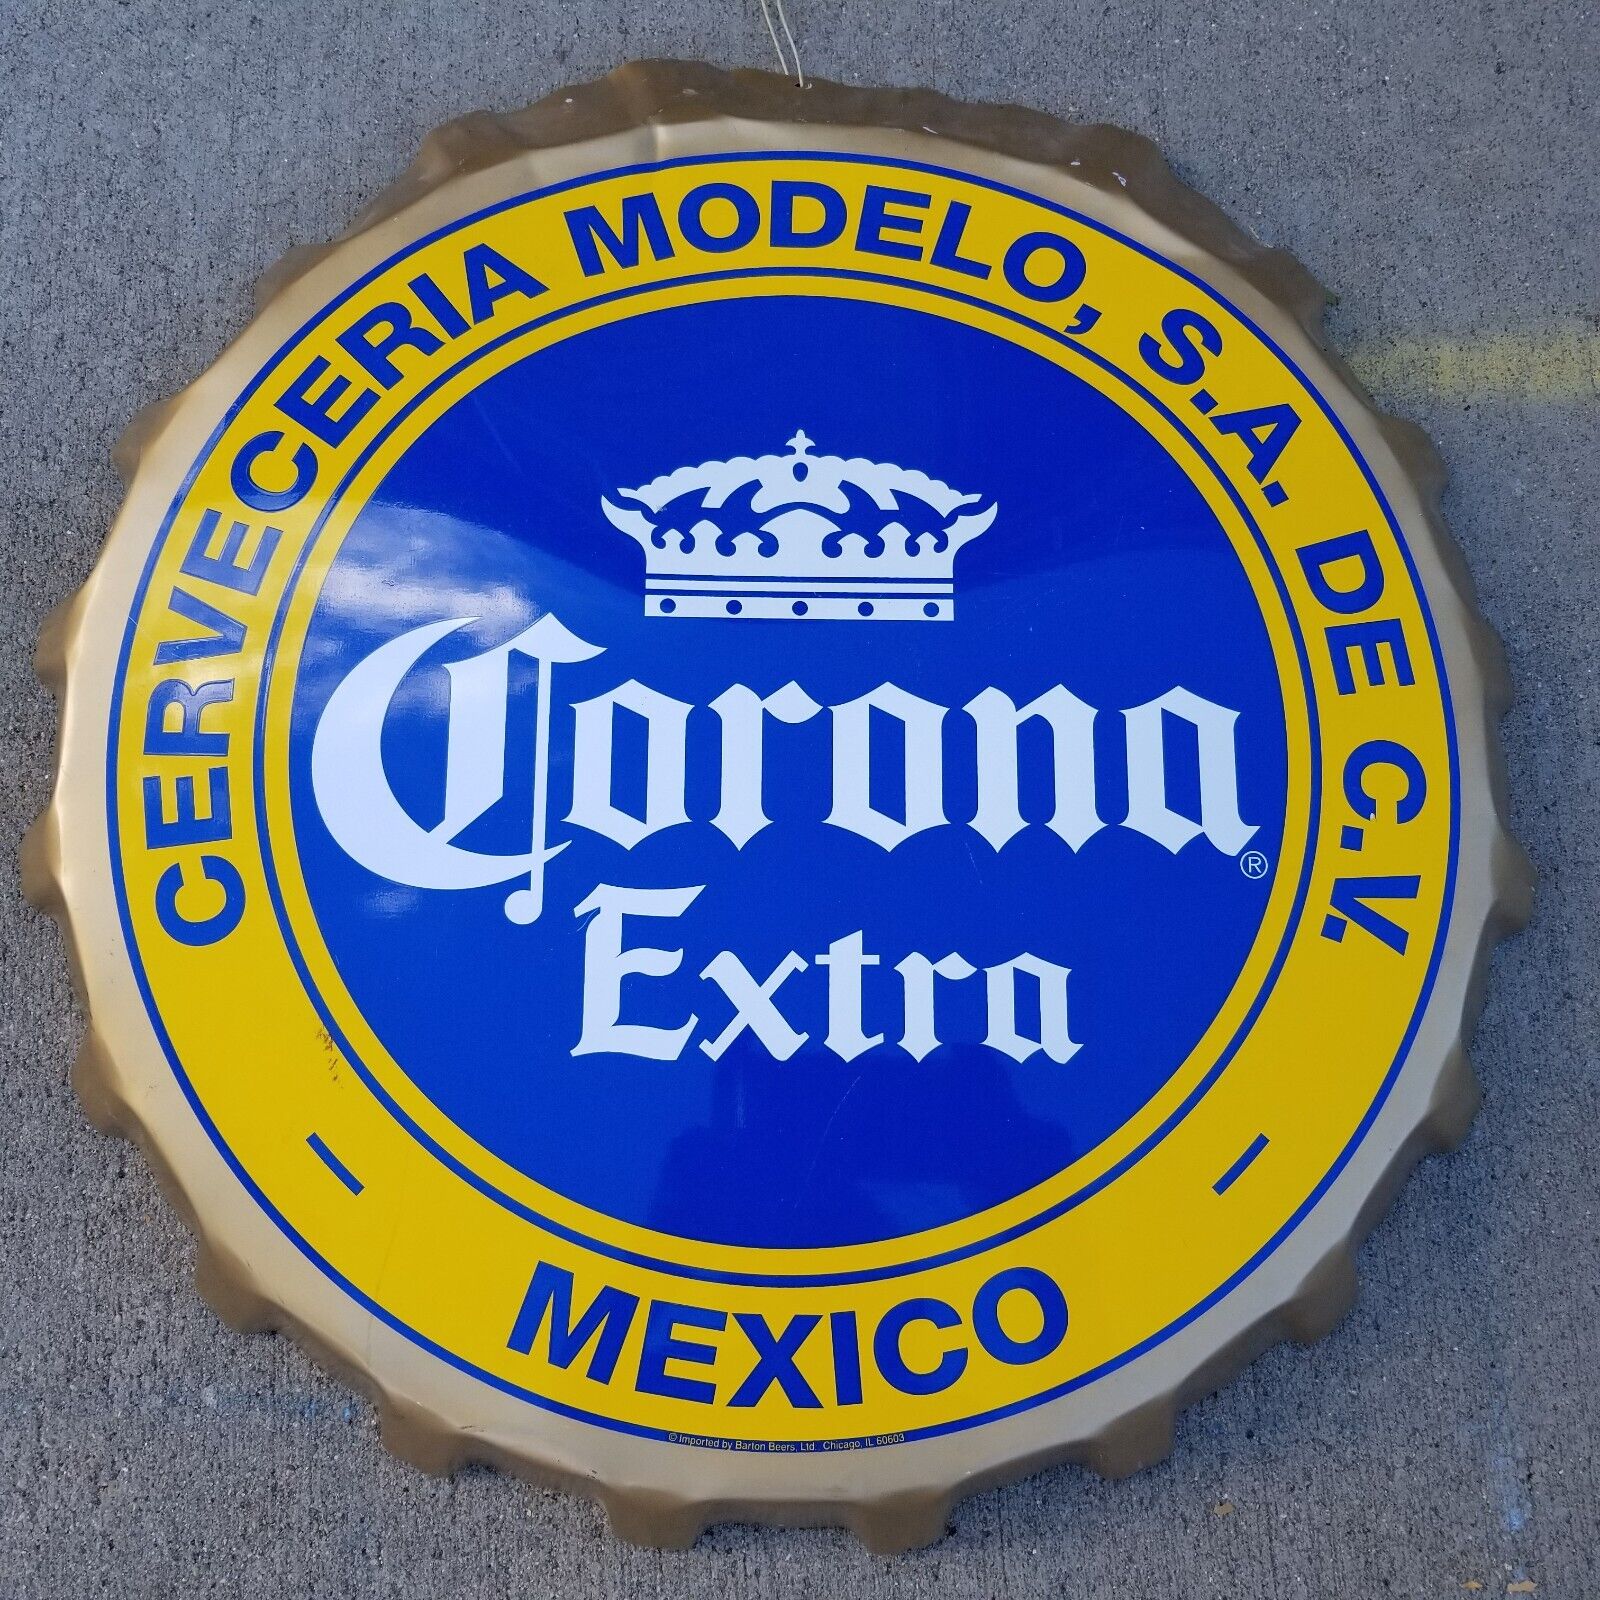 CERVECERIA MODELO, S.A. DE C.V.
Corona®
Extra
MEXICO
© Imported by Barton Beers, Ltd. Chicago, IL 60603